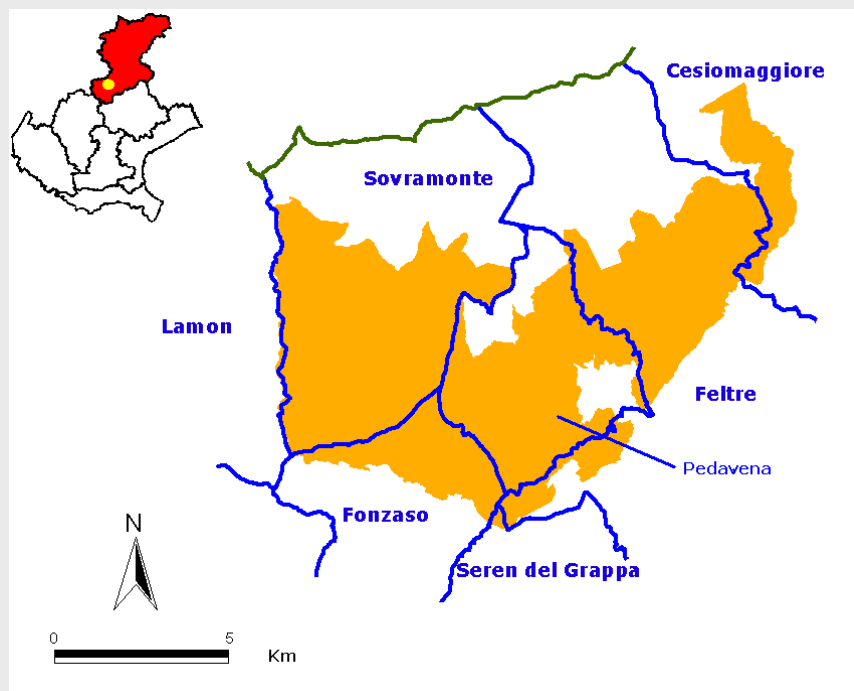 Cesiomaggiore
Sovramonte
Lamon
Feltre
Pedavena
Fonzaso
N
Seren del Grappa
0 5
Km